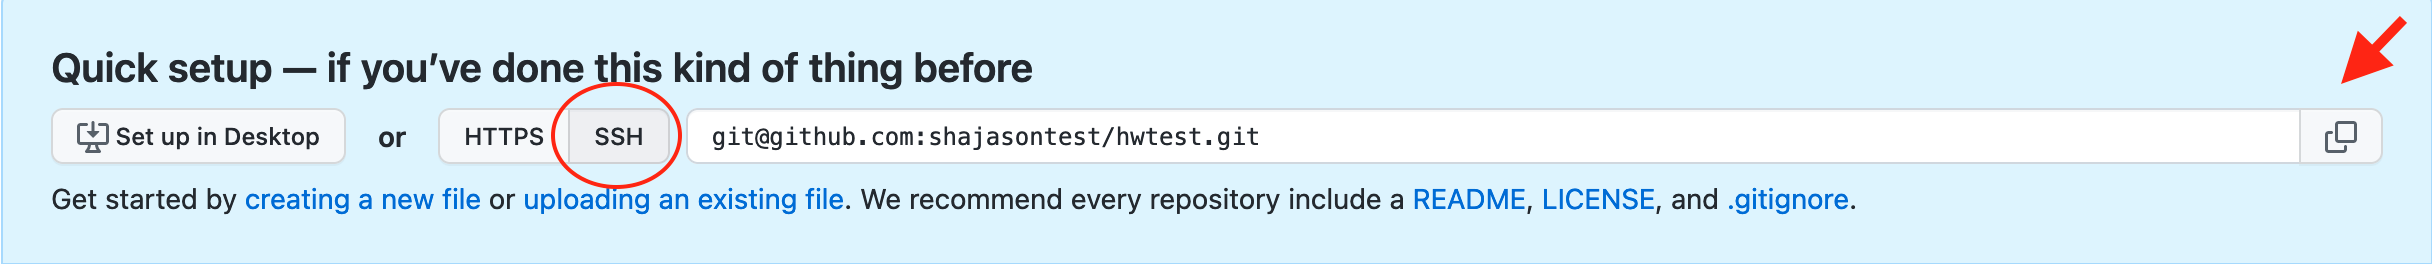 Quick setup — if you’ve done this kind of thing before
Set up in Desktop or HTTPS SSH git@github.com:shajasontest/hwtest.git
Get started by creating a new file or uploading an existing file. We recommend every repository include a README, LICENSE, and .gitignore.